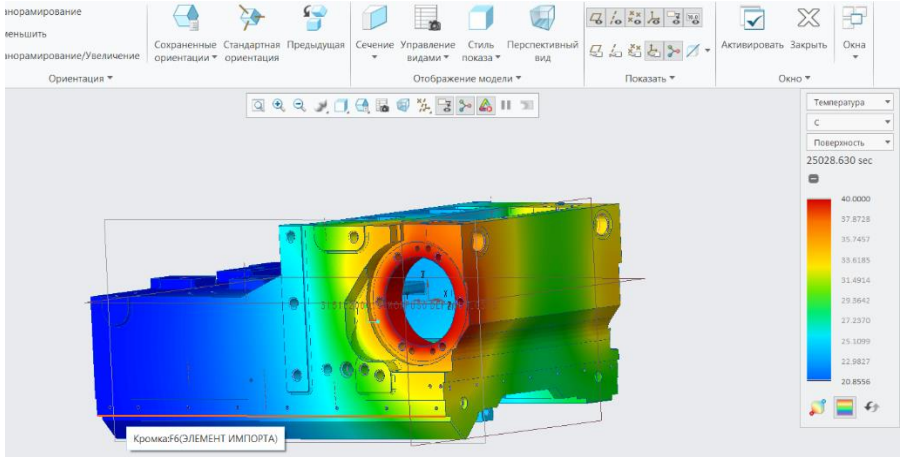 анорамирование
меньшить
анорамирование/Увеличение
Сохраненные ориентации
Стандартная ориентация
Предыдущая
Сечение
Управление видами
Стиль показа
Перспективный вид
Активировать
Закрыть
Окна
Ориентация
Отображение модели
Показать
Окно
Температура
C
Поверхность
25028.630 sec
40.0000
37.8728
35.7457
33.6185
31.4914
29.3642
27.2370
25.1099
22.9827
20.8556
Y
X
Кромка:F6(ЭЛЕМЕНТ ИМПОРТА)